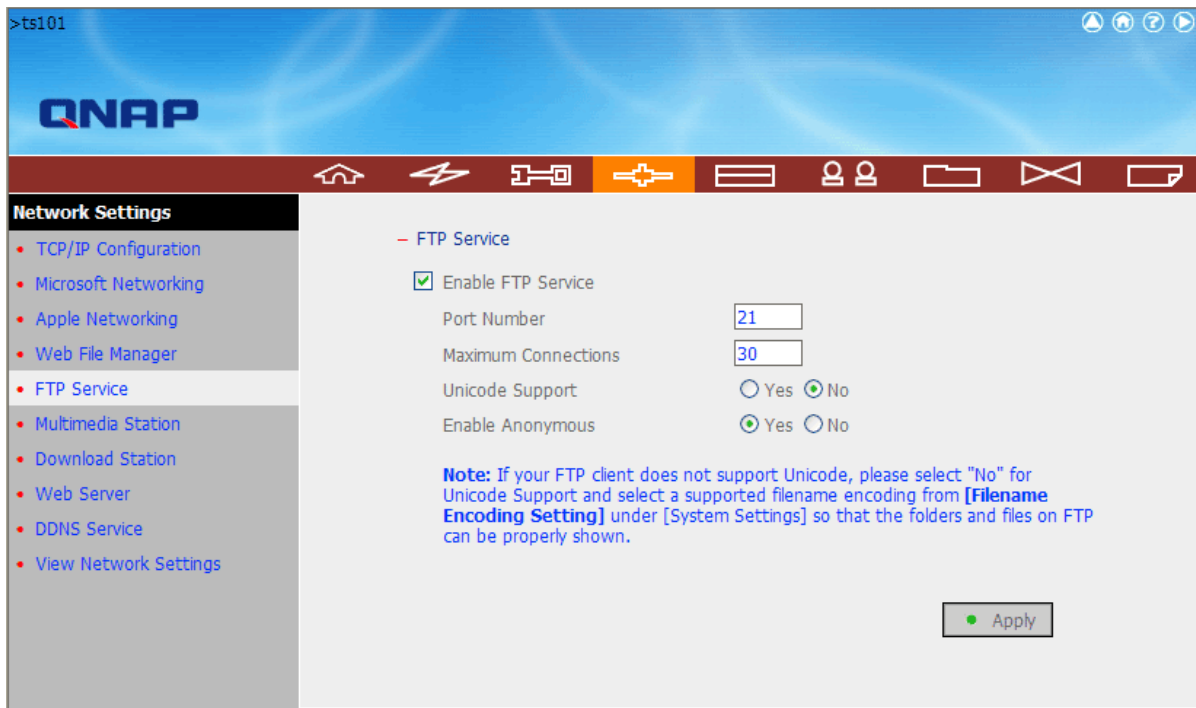 >ts101
QNAP
Network Settings
TCP/IP Configuration
Microsoft Networking
Apple Networking
Web File Manager
FTP Service
Multimedia Station
Download Station
Web Server
DDNS Service
View Network Settings
– FTP Service
Enable FTP Service
Port Number 21
Maximum Connections 30
Unicode Support Yes No
Enable Anonymous Yes No
Note: If your FTP client does not support Unicode, please select "No" for
Unicode Support and select a supported filename encoding from [Filename
Encoding Setting] under [System Settings] so that the folders and files on FTP
can be properly shown.
Apply